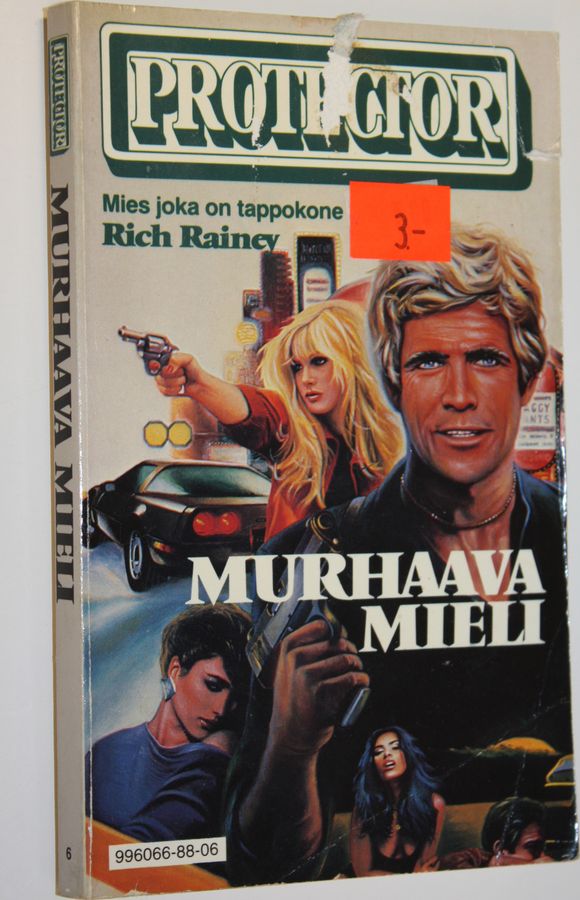 PROTECTOR
Mies joka on tappokone
Rich Rainey
3.-
MURHAAVA
MIELI
996066-88-06
PROTECTOR
MURHAAVA MIELI
6